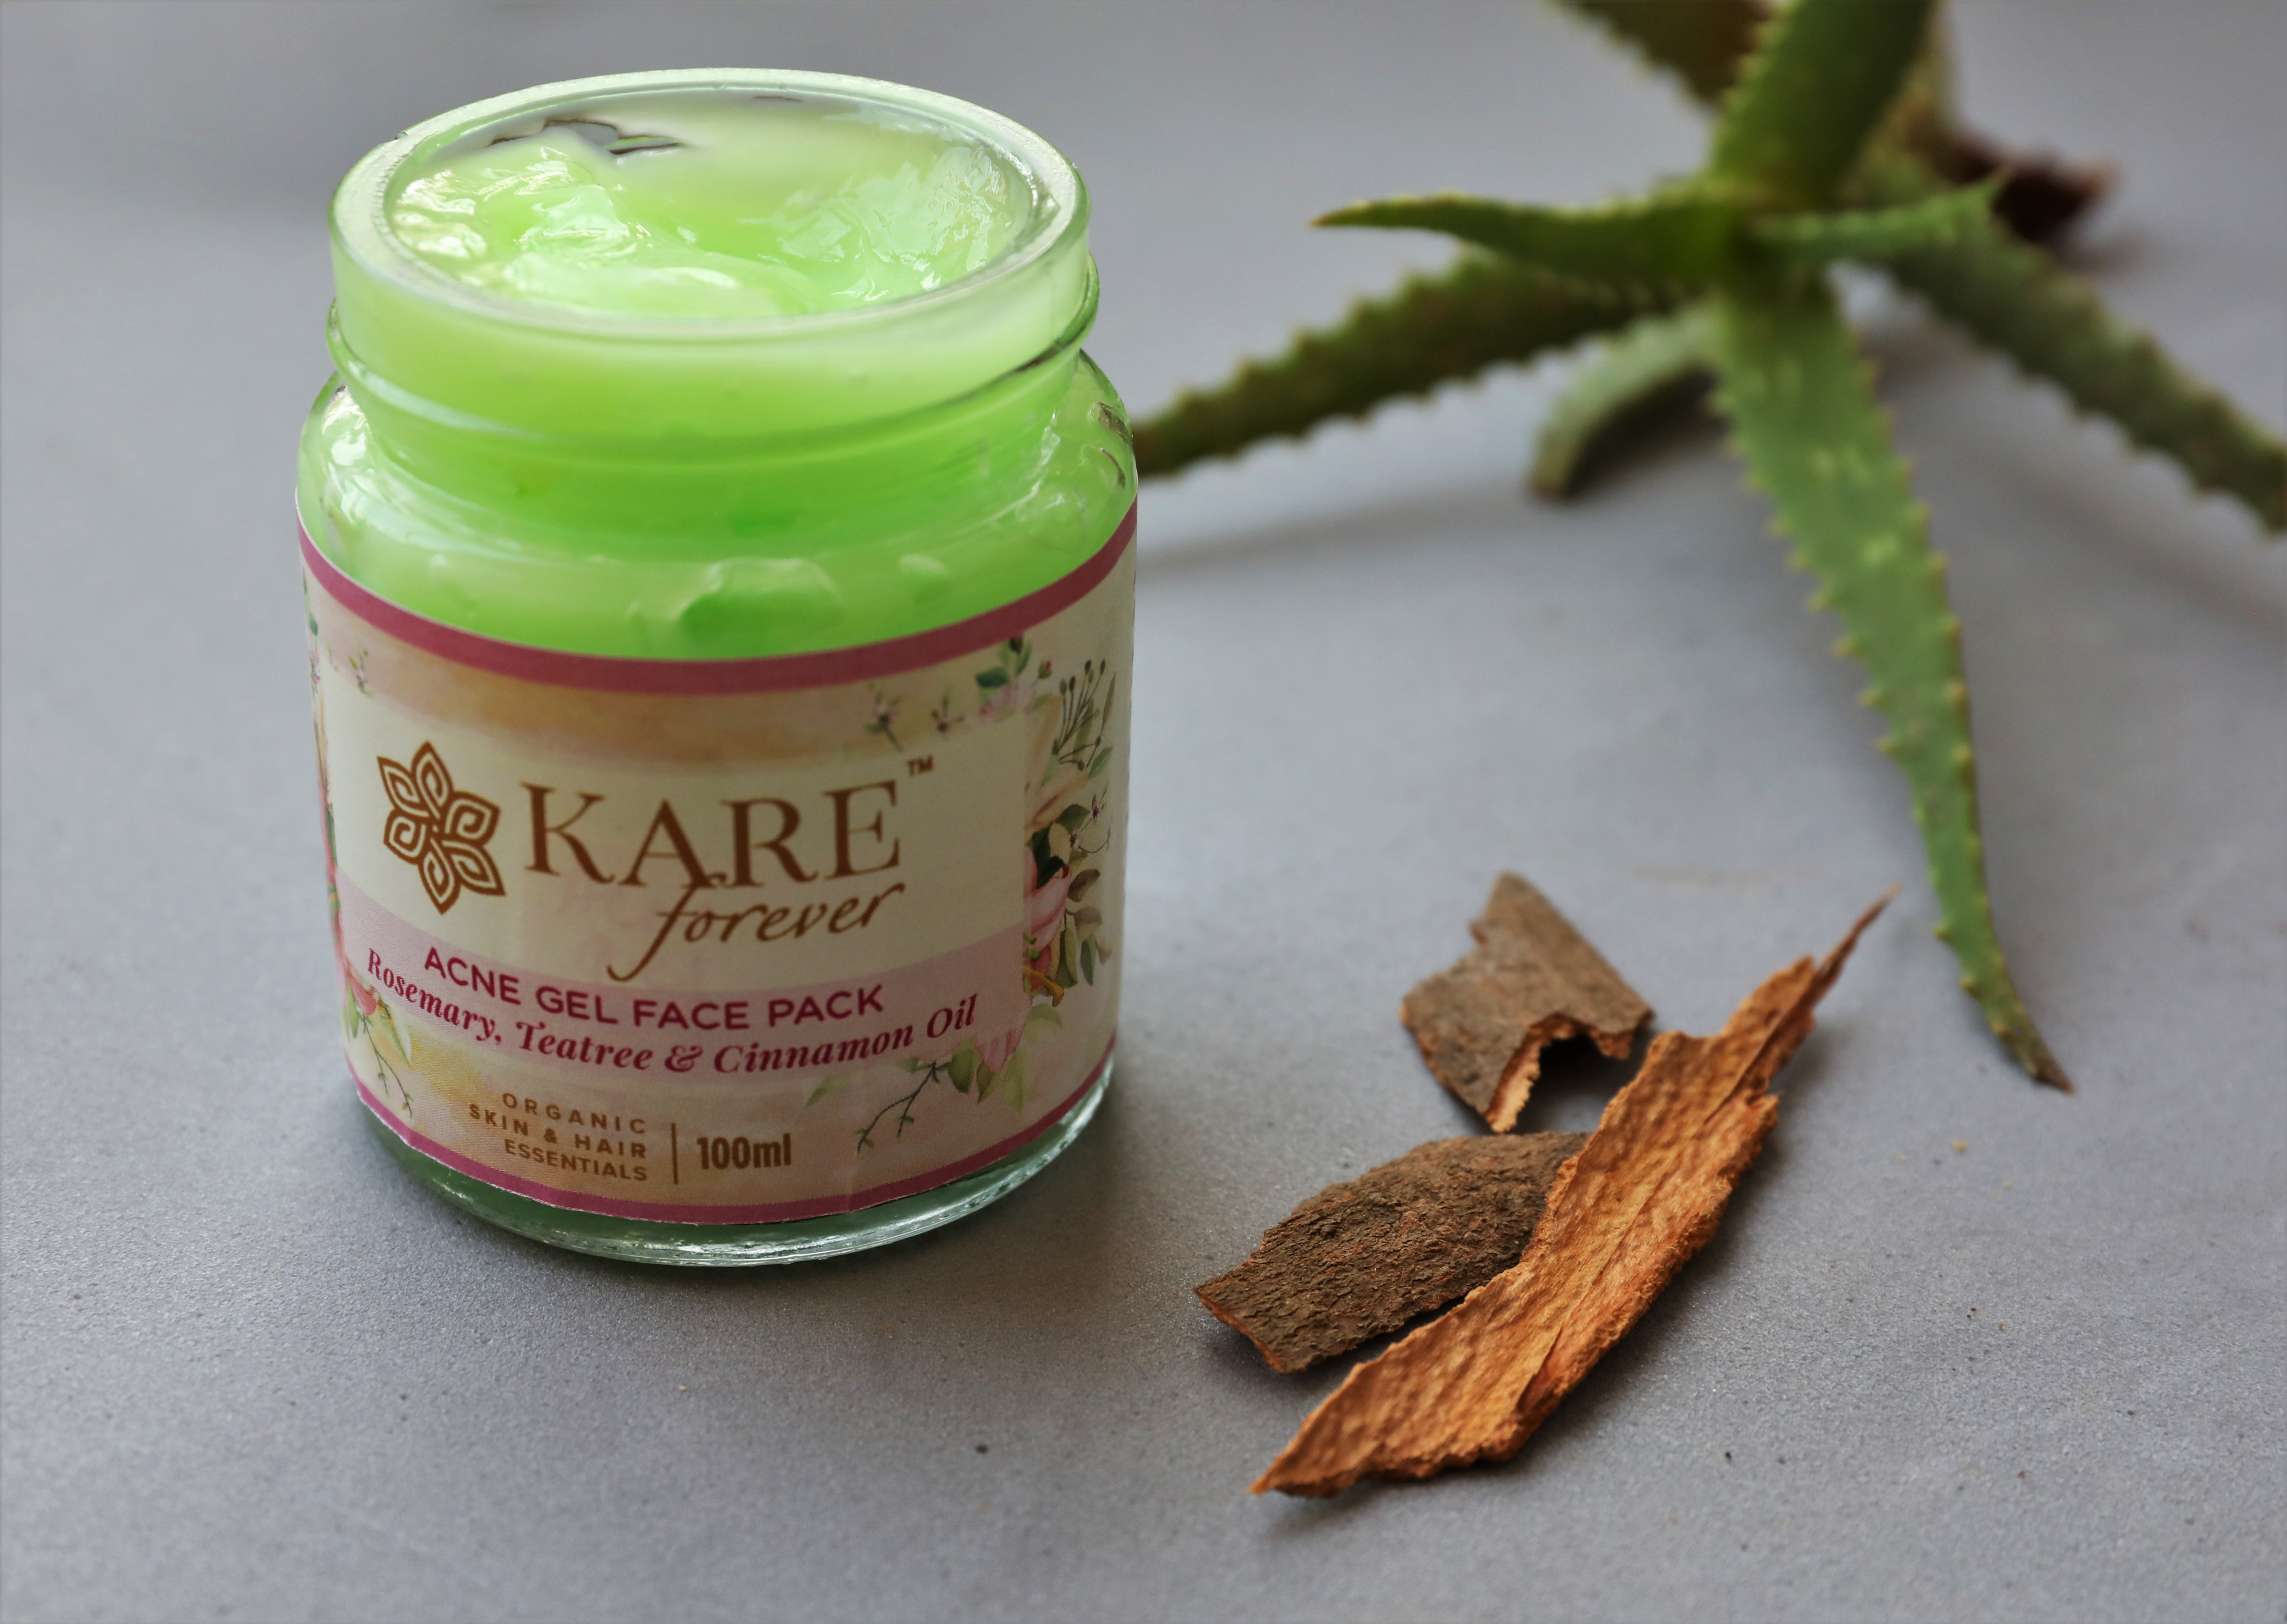 KARE™
forever
ACNE GEL FACE PACK
Rosemary, Teatree & Cinnamon Oil
ORGANIC
SKIN & HAIR
ESSENTIALS
100ml